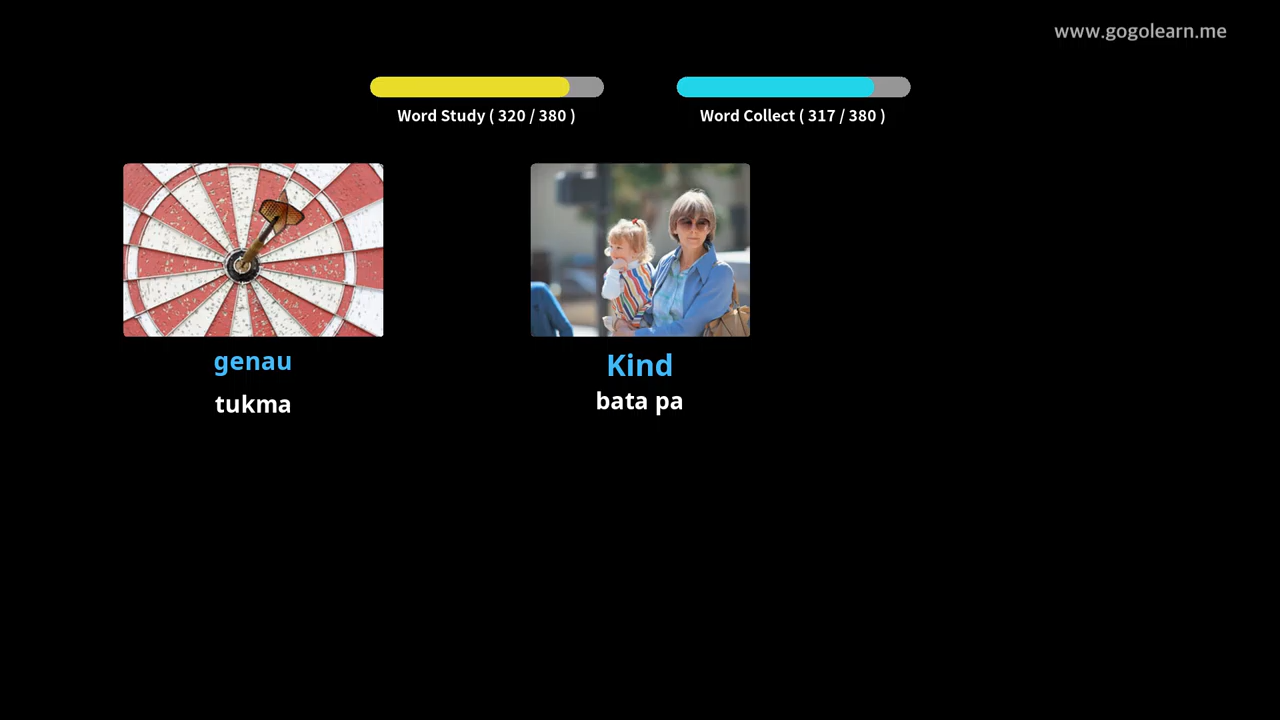 www.gogolearn.me
Word Study ( 320 / 380 )
Word Collect ( 317 / 380 )
genau
tukma
Kind
bata pa